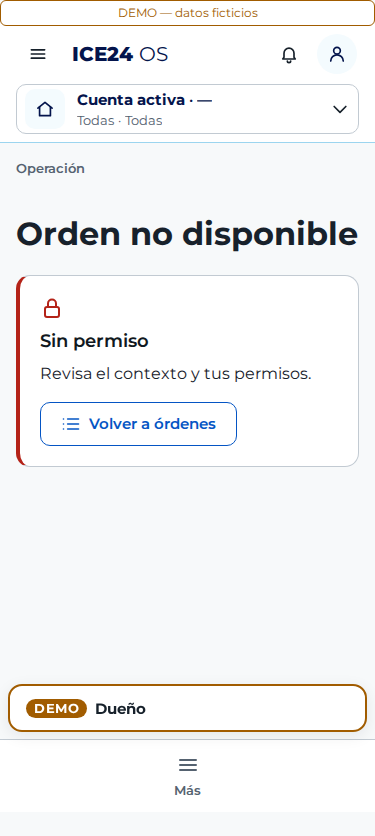 DEMO — datos ficticios
ICE24 OS
Cuenta activa · —
Todas · Todas
Operación
Orden no disponible
Sin permiso
Revisa el contexto y tus permisos.
Volver a órdenes
DEMO Dueño
Más